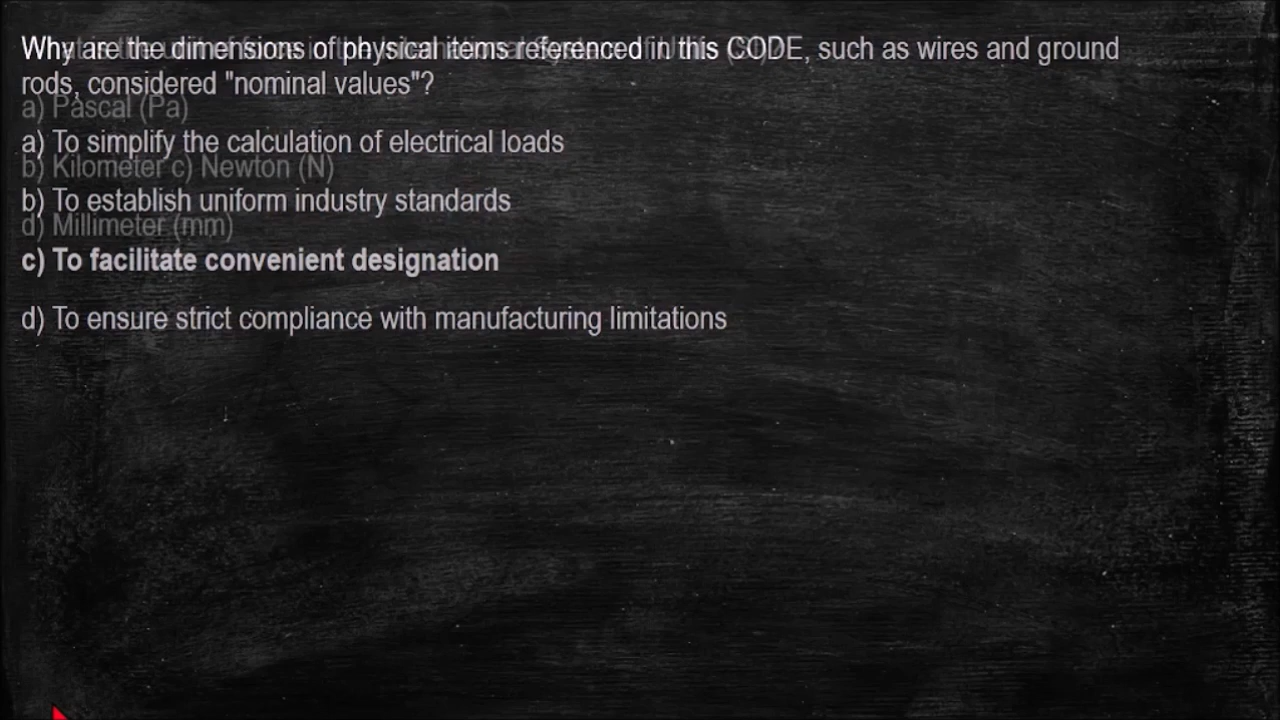 Why are the dimensions of physical items referenced in this CODE, such as wires and ground
rods, considered "nominal values"?
a) Pascal (Pa)
a) To simplify the calculation of electrical loads
b) Kilometer c) Newton (N)
b) To establish uniform industry standards
d) Millimeter (mm)
c) To facilitate convenient designation
d) To ensure strict compliance with manufacturing limitations